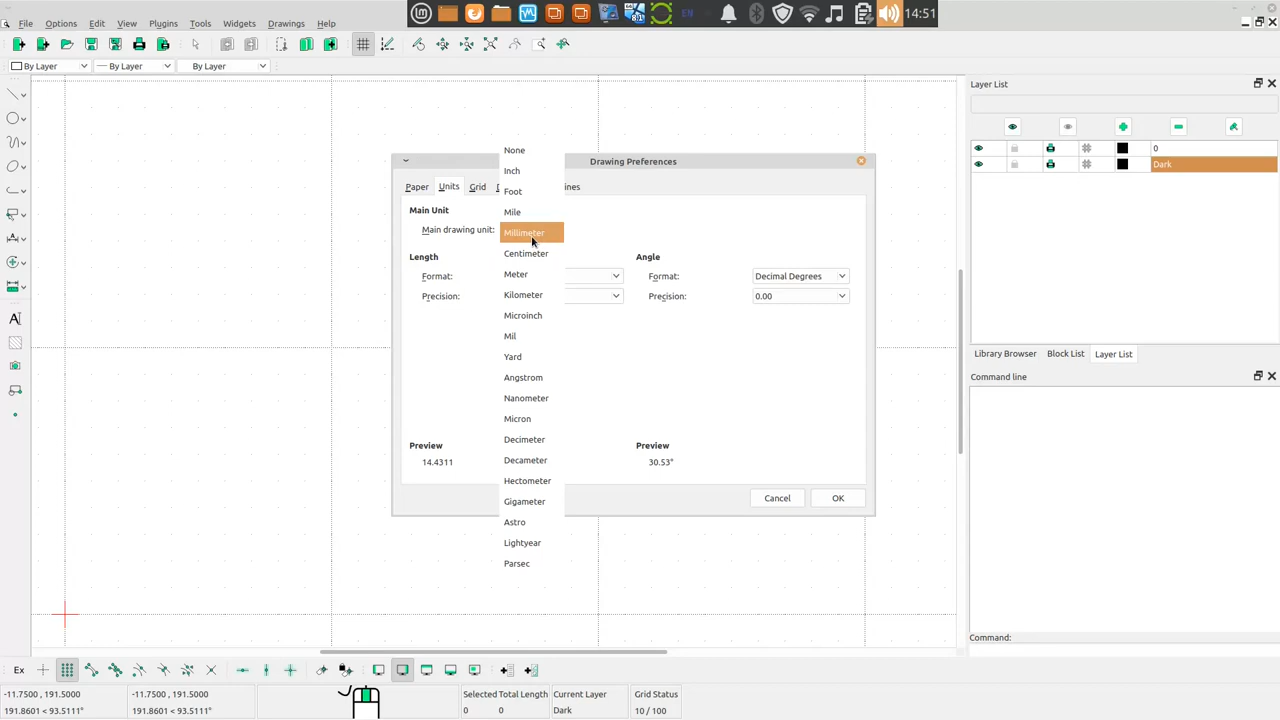 File Options Edit View Plugins Tools Widgets Drawings Help
EN 14:51
By Layer By Layer By Layer
Layer List
0
Dark
Library Browser Block List Layer List
Command line
Command:
Drawing Preferences
Paper Units Grid D ines
Main Unit
Main drawing unit:
None
Inch
Foot
Mile
Millimeter
Centimeter
Meter
Kilometer
Microinch
Mil
Yard
Angstrom
Nanometer
Micron
Decimeter
Decameter
Hectometer
Gigameter
Astro
Lightyear
Parsec
Length
Format:
Precision:
Angle
Format: Decimal Degrees
Precision: 0.00
Preview
14.4311
Preview
30.53°
Cancel OK
Ex
-11.7500 , 191.5000
191.8601 < 93.5111°
-11.7500 , 191.5000
191.8601 < 93.5111°
Selected Total Length
0 0
Current Layer
Dark
Grid Status
10 / 100